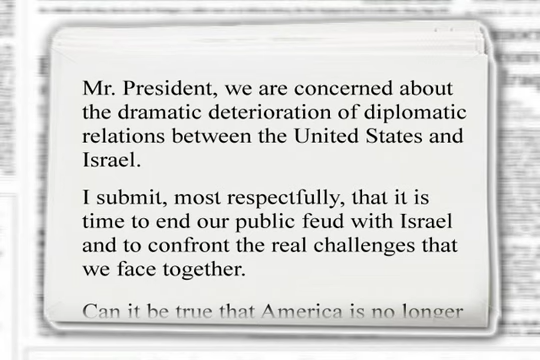 Mr. President, we are concerned about
the dramatic deterioration of diplomatic
relations between the United States and
Israel.
I submit, most respectfully, that it is
time to end our public feud with Israel
and to confront the real challenges that
we face together.
Can it be true that America is no longer